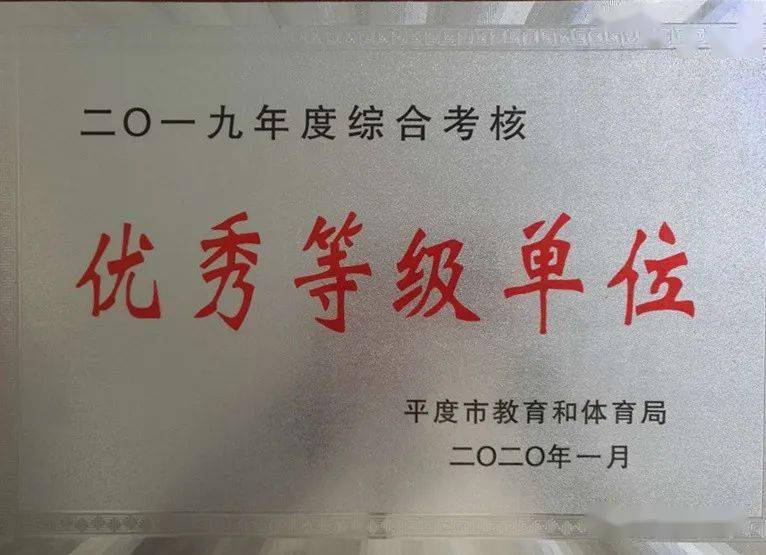 二〇一九年度综合考核
优秀等级单位
平度市教育和体育局
二〇二〇年一月